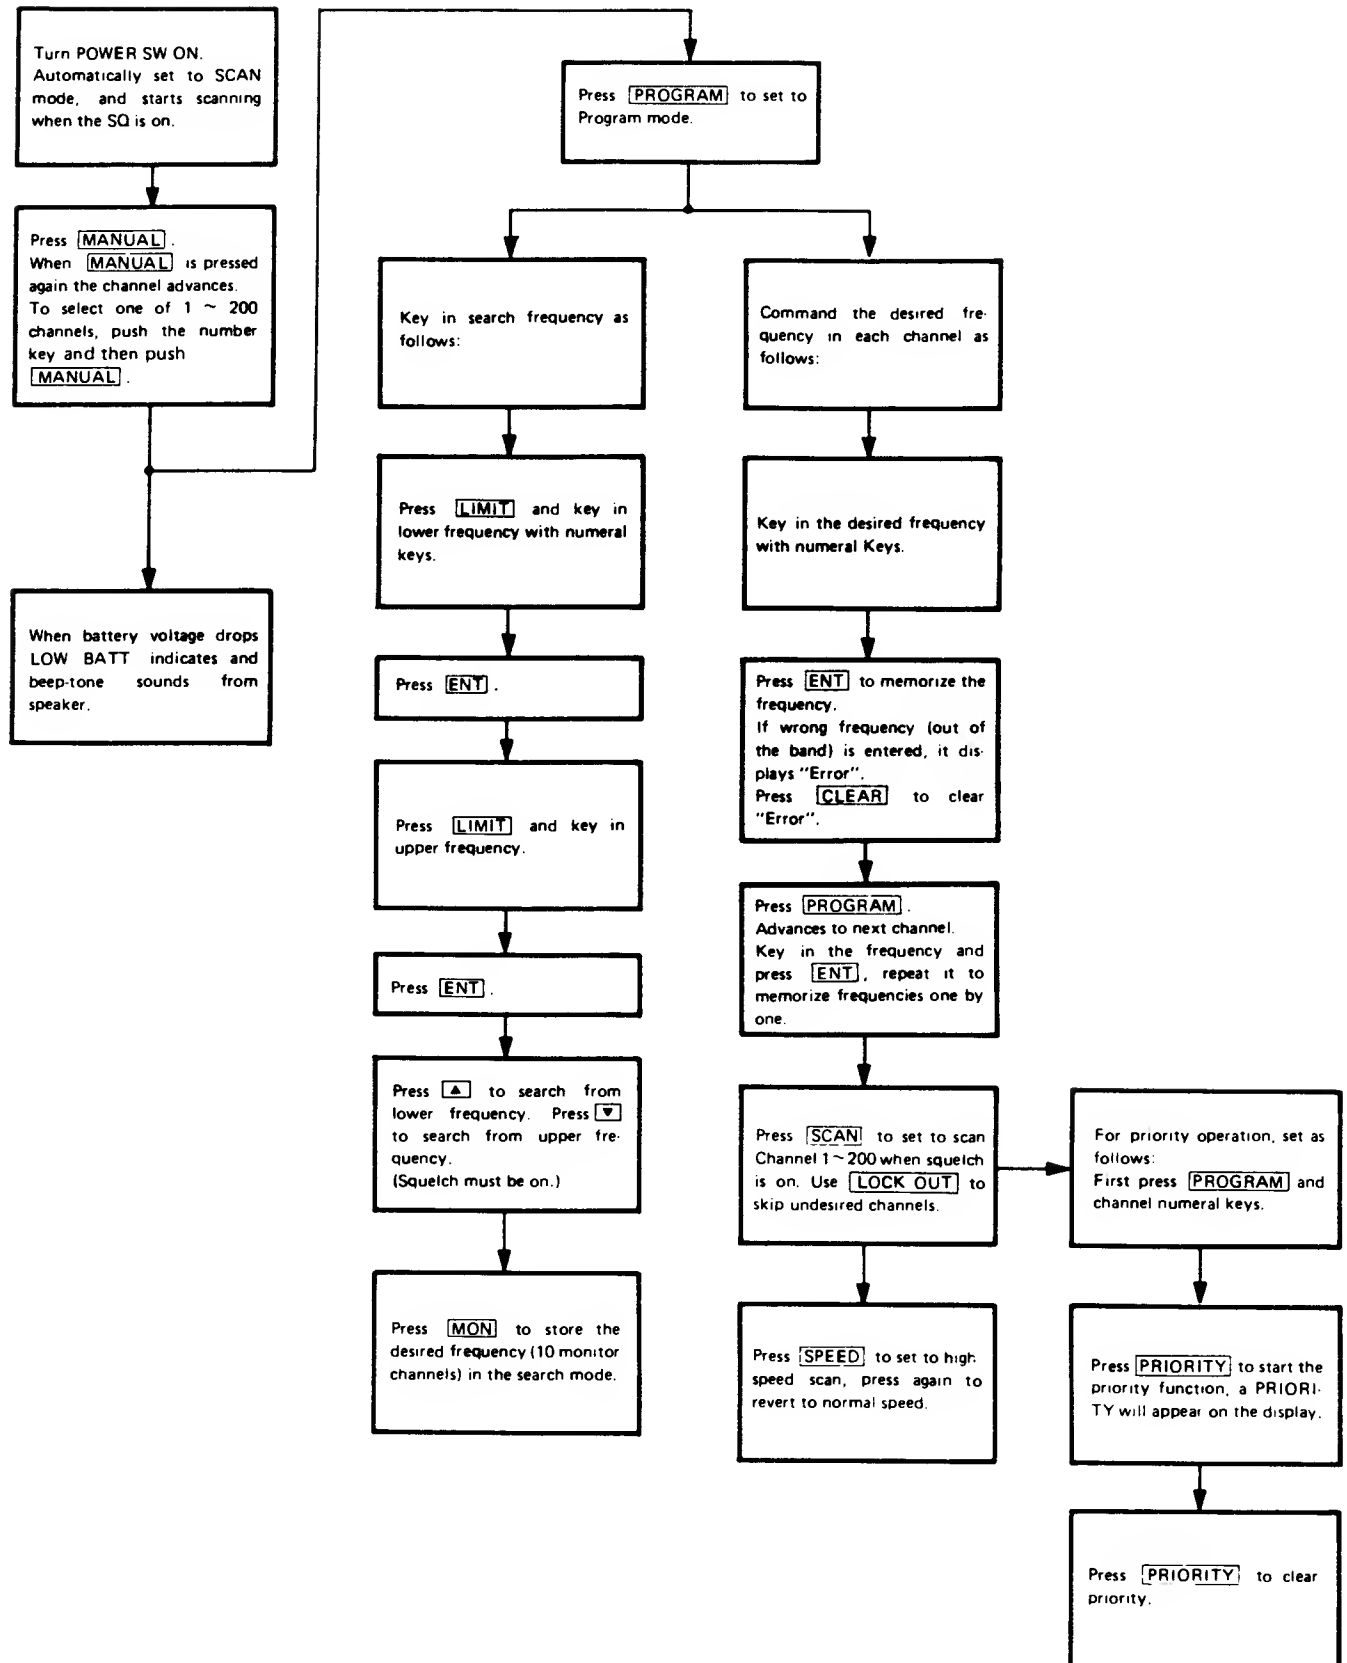 Turn POWER SW ON.
Automatically set to SCAN
mode, and starts scanning
when the SQ is on.
Press MANUAL.
When MANUAL is pressed
again the channel advances.
To select one of 1 ~ 200
channels, push the number
key and then push
MANUAL.
When battery voltage drops
LOW BATT indicates and
beep-tone sounds from
speaker.
Press PROGRAM to set to
Program mode.
Key in search frequency as
follows:
Press LIMIT and key in
lower frequency with numeral
keys.
Press ENT.
Press LIMIT and key in
upper frequency.
Press ENT.
Press ▲ to search from
lower frequency. Press ▼
to search from upper fre-
quency.
(Squelch must be on.)
Press MON to store the
desired frequency (10 monitor
channels) in the search mode.
Command the desired fre-
quency in each channel as
follows:
Key in the desired frequency
with numeral Keys.
Press ENT to memorize the
frequency.
If wrong frequency (out of
the band) is entered, it dis-
plays "Error".
Press CLEAR to clear
"Error".
Press PROGRAM.
Advances to next channel.
Key in the frequency and
press ENT, repeat it to
memorize frequencies one by
one.
Press SCAN to set to scan
Channel 1 ~ 200 when squelch
is on. Use LOCK OUT to
skip undesired channels.
Press SPEED to set to high
speed scan, press again to
revert to normal speed.
For priority operation, set as
follows:
First press PROGRAM and
channel numeral keys.
Press PRIORITY to start the
priority function, a PRIORI-
TY will appear on the display.
Press PRIORITY to clear
priority.